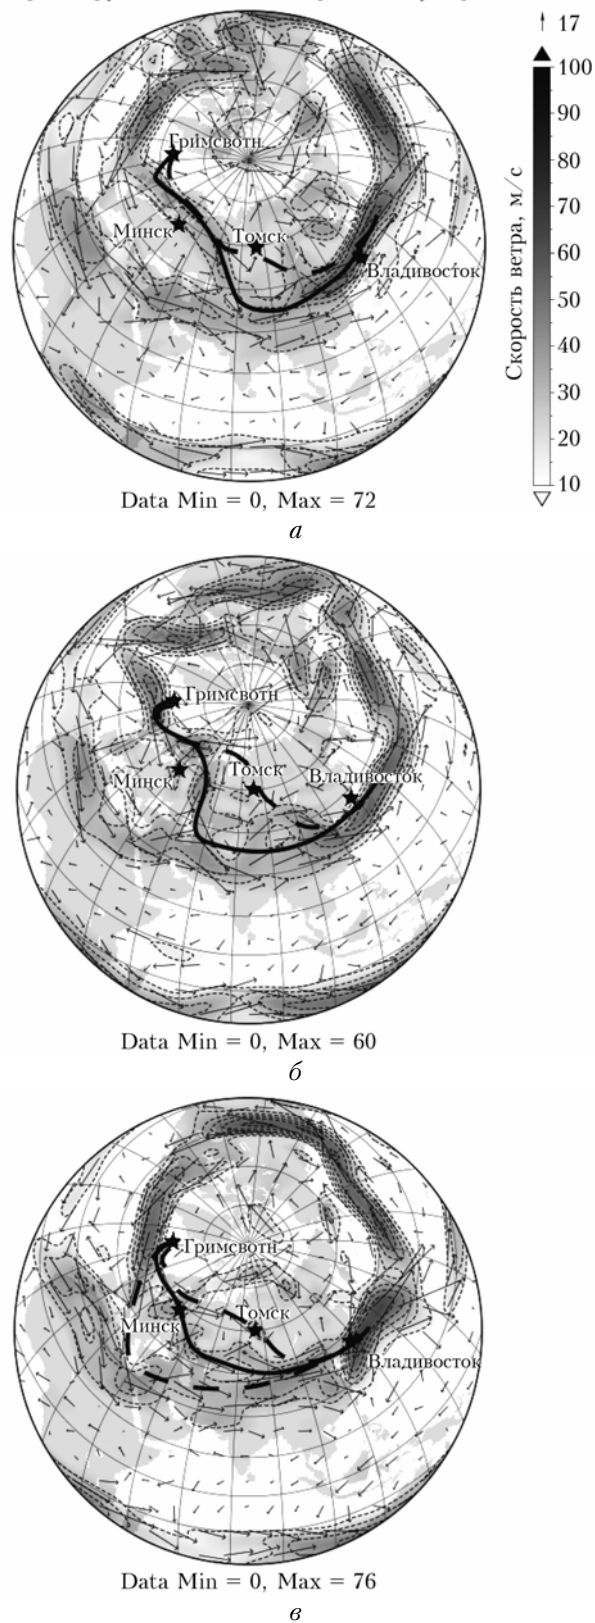 17
100
90
80
70
60
50
40
30
20
10
Скорость ветра, м/с
Гримсвотн
Минск
Томск
Владивосток
Data Min = 0, Max = 72
а
Гримсвотн
Минск
Томск
Владивосток
Data Min = 0, Max = 60
б
Гримсвотн
Минск
Томск
Владивосток
Data Min = 0, Max = 76
в